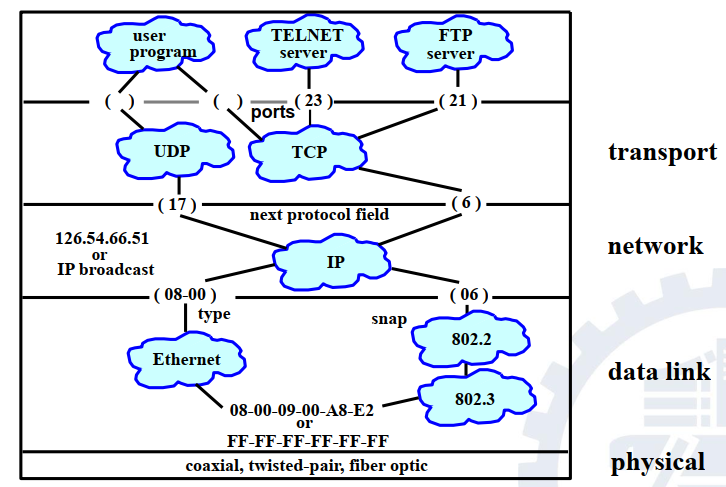 user
program
TELNET
server
FTP
server
( )
( )
( 23 )
( 21 )
ports
UDP
TCP
transport
( 17 )
( 6 )
next protocol field
126.54.66.51
or
IP broadcast
IP
network
( 08-00 )
( 06 )
type
snap
802.2
Ethernet
802.3
data link
08-00-09-00-A8-E2
or
FF-FF-FF-FF-FF-FF
coaxial, twisted-pair, fiber optic
physical